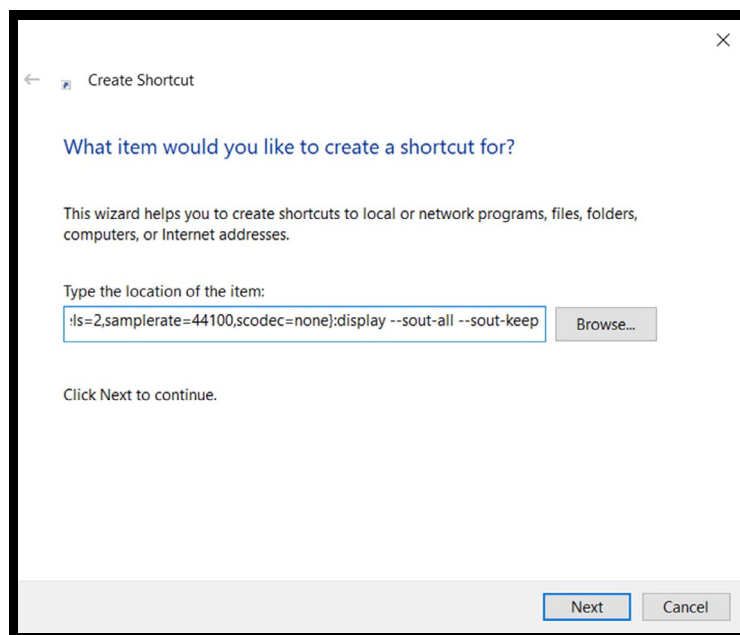 Create Shortcut
What item would you like to create a shortcut for?
This wizard helps you to create shortcuts to local or network programs, files, folders,
computers, or Internet addresses.
Type the location of the item:
els=2,samplerate=44100,scodec=none}:display --sout-all --sout-keep
Browse...
Click Next to continue.
Next
Cancel